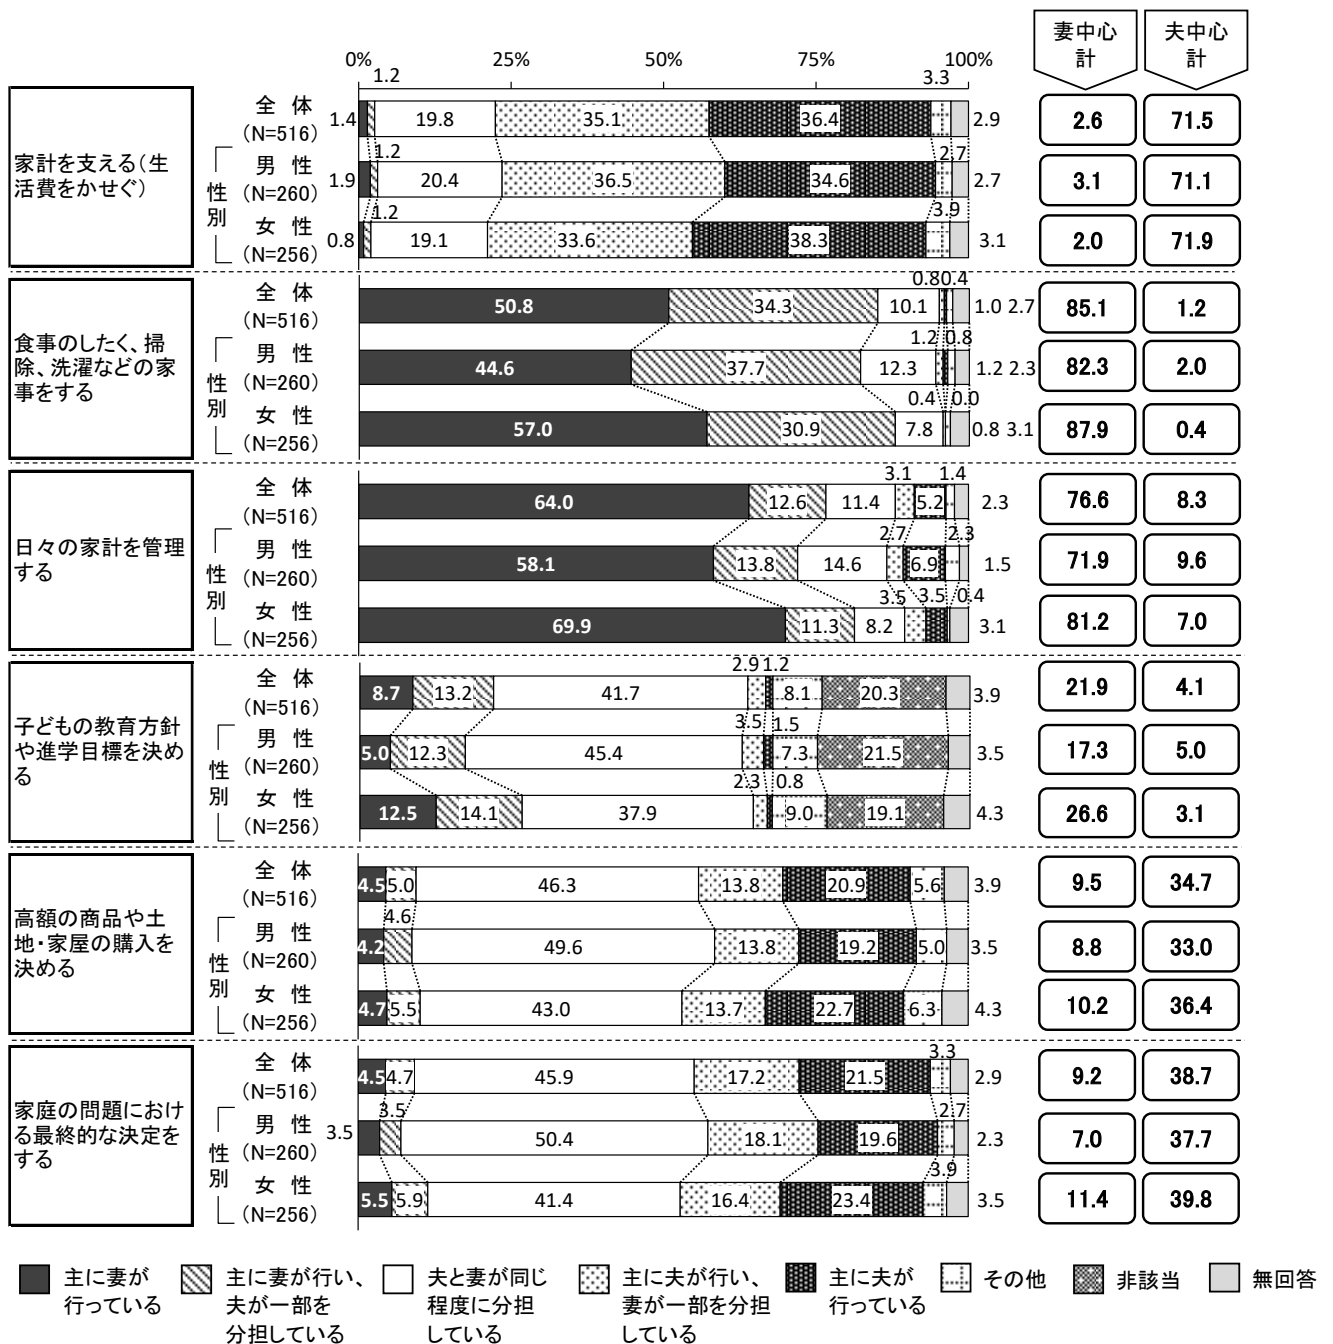 0% 25% 50% 75% 100%
妻中心
計
夫中心
計
家計を支える(生
活費をかせぐ)
全 体
(N=516)
1.4 1.2 19.8 35.1 36.4 3.3 2.9 2.6 71.5
性
別
男 性
(N=260)
1.9 1.2 20.4 36.5 34.6 2.7 2.7 3.1 71.1
女 性
(N=256)
0.8 1.2 19.1 33.6 38.3 3.9 3.1 2.0 71.9
食事のしたく、掃
除、洗濯などの家
事をする
全 体
(N=516)
50.8 34.3 10.1 0.8 0.4 1.0 2.7 85.1 1.2
性
別
男 性
(N=260)
44.6 37.7 12.3 1.2 0.8 1.2 2.3 82.3 2.0
女 性
(N=256)
57.0 30.9 7.8 0.4 0.0 0.8 3.1 87.9 0.4
日々の家計を管理
する
全 体
(N=516)
64.0 12.6 11.4 3.1 5.2 1.4 2.3 76.6 8.3
性
別
男 性
(N=260)
58.1 13.8 14.6 2.7 6.9 2.3 1.5 71.9 9.6
女 性
(N=256)
69.9 11.3 8.2 3.5 3.5 0.4 3.1 81.2 7.0
子どもの教育方針
や進学目標を決め
る
全 体
(N=516)
8.7 13.2 41.7 2.9 1.2 8.1 20.3 3.9 21.9 4.1
性
別
男 性
(N=260)
5.0 12.3 45.4 3.5 1.5 7.3 21.5 3.5 17.3 5.0
女 性
(N=256)
12.5 14.1 37.9 2.3 0.8 9.0 19.1 4.3 26.6 3.1
高額の商品や土
地・家屋の購入を
決める
全 体
(N=516)
4.5 5.0 46.3 13.8 20.9 5.6 3.9 9.5 34.7
性
別
男 性
(N=260)
4.2 4.6 49.6 13.8 19.2 5.0 3.5 8.8 33.0
女 性
(N=256)
4.7 5.5 43.0 13.7 22.7 6.3 4.3 10.2 36.4
家庭の問題におけ
る最終的な決定を
する
全 体
(N=516)
4.5 4.7 45.9 17.2 21.5 3.3 2.9 9.2 38.7
性
別
男 性
(N=260)
3.5 3.5 50.4 18.1 19.6 2.7 2.3 7.0 37.7
女 性
(N=256)
5.5 5.9 41.4 16.4 23.4 3.9 3.5 11.4 39.8
主に妻が
行っている
主に妻が行い、
夫が一部を
分担している
夫と妻が同じ
程度に分担
している
主に夫が行い、
妻が一部を分担
している
主に夫が
行っている
その他
非該当
無回答